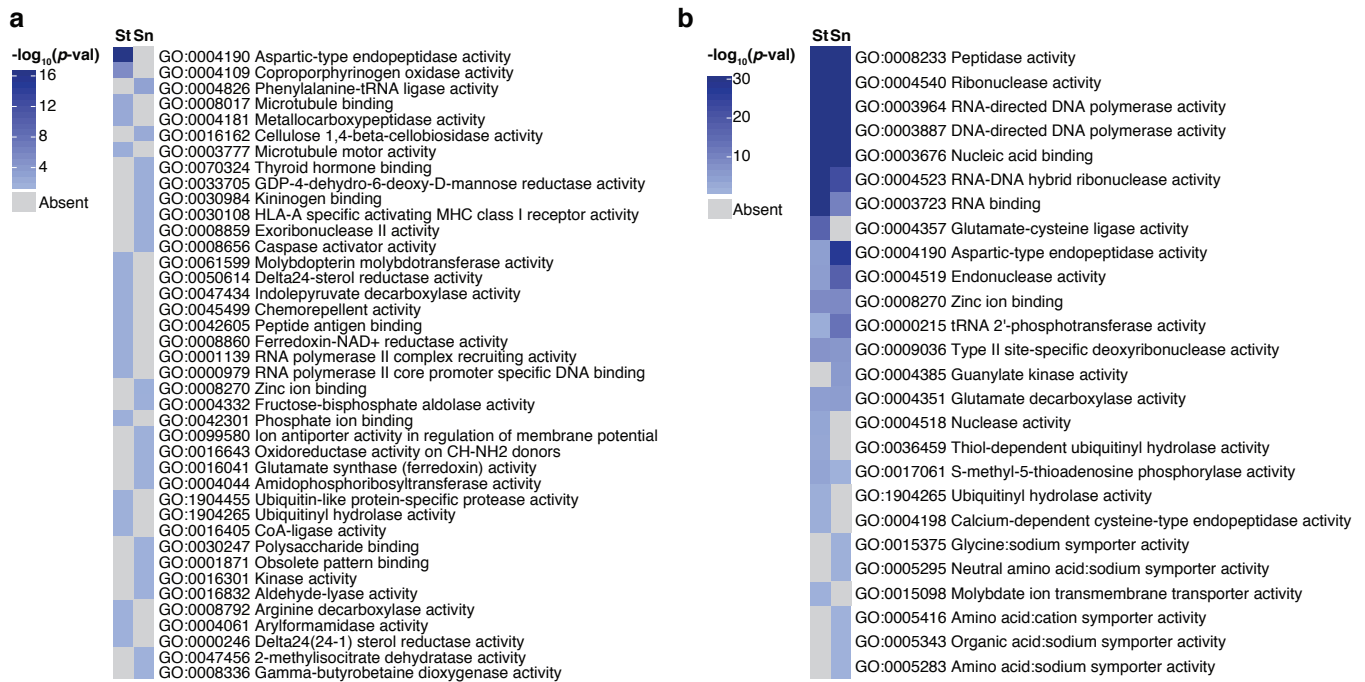 a
St Sn
-log10(p-val)
16
12
8
4
Absent
GO:0004190 Aspartic-type endopeptidase activity
GO:0004109 Coproporphyrinogen oxidase activity
GO:0004826 Phenylalanine-tRNA ligase activity
GO:0008017 Microtubule binding
GO:0004181 Metallocarboxypeptidase activity
GO:0016162 Cellulose 1,4-beta-cellobiosidase activity
GO:0003777 Microtubule motor activity
GO:0070324 Thyroid hormone binding
GO:0033705 GDP-4-dehydro-6-deoxy-D-mannose reductase activity
GO:0030984 Kininogen binding
GO:0030108 HLA-A specific activating MHC class I receptor activity
GO:0008859 Exoribonuclease II activity
GO:0008656 Caspase activator activity
GO:0061599 Molybdopterin molybdotransferase activity
GO:0050614 Delta24-sterol reductase activity
GO:0047434 Indolepyruvate decarboxylase activity
GO:0045499 Chemorepellent activity
GO:0042605 Peptide antigen binding
GO:0008860 Ferredoxin-NAD+ reductase activity
GO:0001139 RNA polymerase II complex recruiting activity
GO:0000979 RNA polymerase II core promoter specific DNA binding
GO:0008270 Zinc ion binding
GO:0004332 Fructose-bisphosphate aldolase activity
GO:0042301 Phosphate ion binding
GO:0099580 Ion antiporter activity in regulation of membrane potential
GO:0016643 Oxidoreductase activity on CH-NH2 donors
GO:0016041 Glutamate synthase (ferredoxin) activity
GO:0004044 Amidophosphoribosyltransferase activity
GO:1904455 Ubiquitin-like protein-specific protease activity
GO:1904265 Ubiquitinyl hydrolase activity
GO:0016405 CoA-ligase activity
GO:0030247 Polysaccharide binding
GO:0001871 Obsolete pattern binding
GO:0016301 Kinase activity
GO:0016832 Aldehyde-lyase activity
GO:0008792 Arginine decarboxylase activity
GO:0004061 Arylformamidase activity
GO:0000246 Delta24(24-1) sterol reductase activity
GO:0047456 2-methylisocitrate dehydratase activity
GO:0008336 Gamma-butyrobetaine dioxygenase activity
b
St Sn
-log10(p-val)
30
20
10
Absent
GO:0008233 Peptidase activity
GO:0004540 Ribonuclease activity
GO:0003964 RNA-directed DNA polymerase activity
GO:0003887 DNA-directed DNA polymerase activity
GO:0003676 Nucleic acid binding
GO:0004523 RNA-DNA hybrid ribonuclease activity
GO:0003723 RNA binding
GO:0004357 Glutamate-cysteine ligase activity
GO:0004190 Aspartic-type endopeptidase activity
GO:0004519 Endonuclease activity
GO:0008270 Zinc ion binding
GO:0000215 tRNA 2'-phosphotransferase activity
GO:0009036 Type II site-specific deoxyribonuclease activity
GO:0004385 Guanylate kinase activity
GO:0004351 Glutamate decarboxylase activity
GO:0004518 Nuclease activity
GO:0036459 Thiol-dependent ubiquitinyl hydrolase activity
GO:0017061 S-methyl-5-thioadenosine phosphorylase activity
GO:1904265 Ubiquitinyl hydrolase activity
GO:0004198 Calcium-dependent cysteine-type endopeptidase activity
GO:0015375 Glycine:sodium symporter activity
GO:0005295 Neutral amino acid:sodium symporter activity
GO:0015098 Molybdate ion transmembrane transporter activity
GO:0005416 Amino acid:cation symporter activity
GO:0005343 Organic acid:sodium symporter activity
GO:0005283 Amino acid:sodium symporter activity